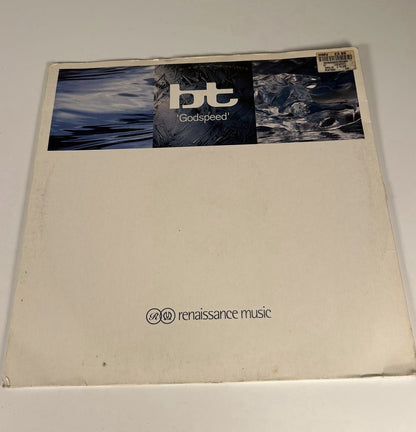 bt
'Godspeed'
renaissance music